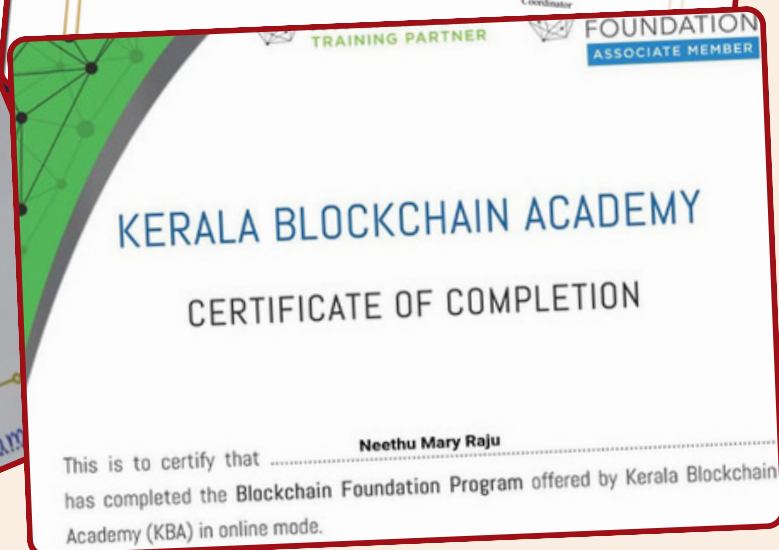 Coordinator
TRAINING PARTNER
FOUNDATION
ASSOCIATE MEMBER
KERALA BLOCKCHAIN ACADEMY
CERTIFICATE OF COMPLETION
Neethu Mary Raju
This is to certify that
has completed the Blockchain Foundation Program offered by Kerala Blockchain
Academy (KBA) in online mode.